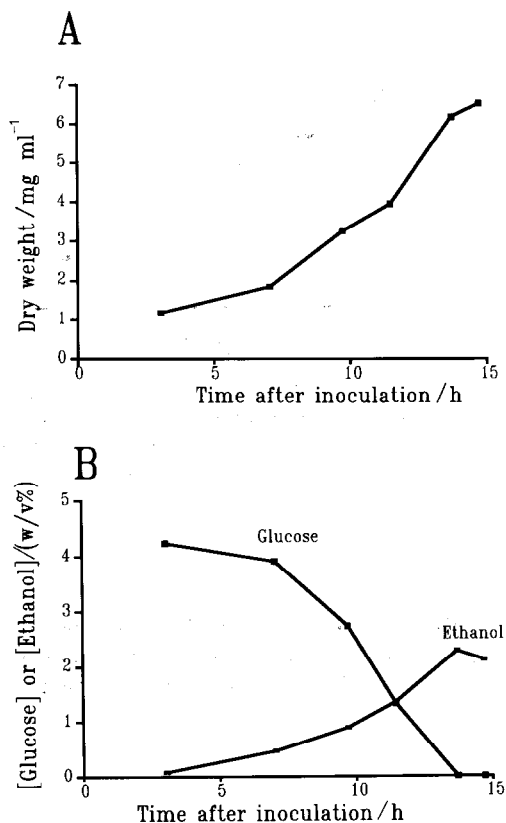 A
7
6
5
4
3
2
1
0
Dry weight/mg ml⁻¹
0 5 10 15
Time after inoculation/h
B
5
4
3
2
1
0
[Glucose] or [Ethanol]/(w/v%)
Glucose
Ethanol
0 5 10 15
Time after inoculation/h